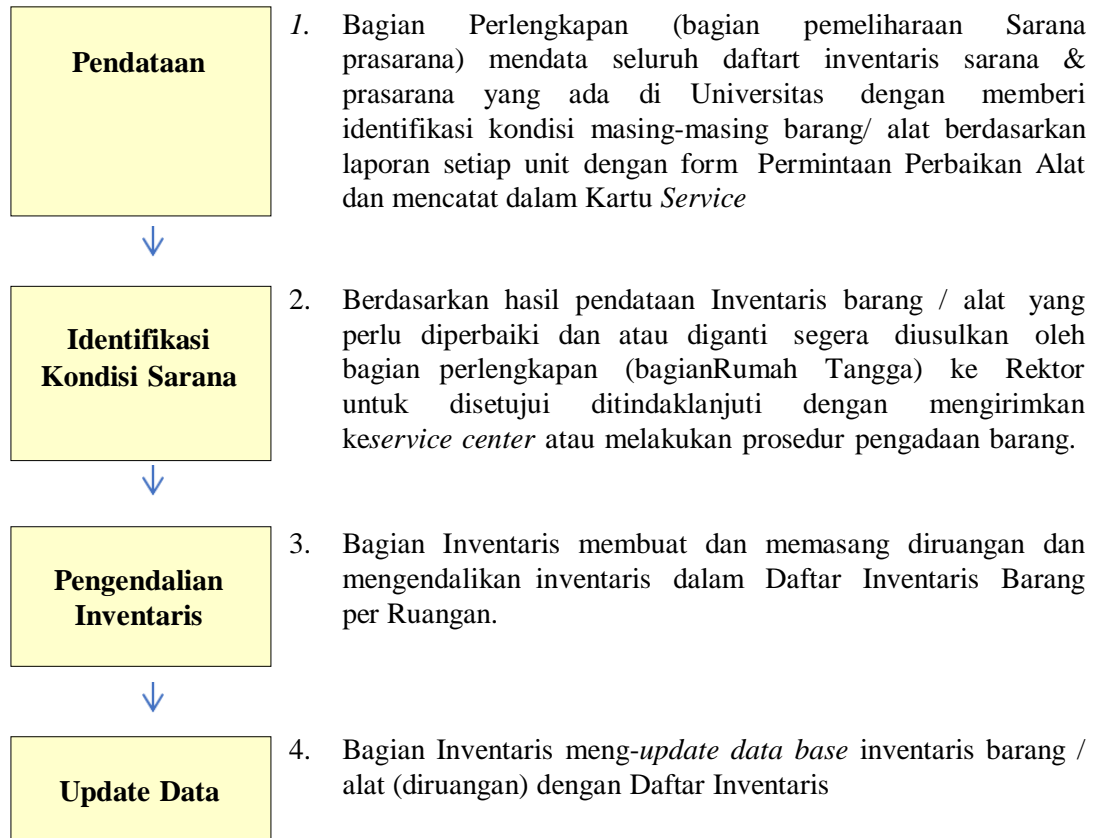 Pendataan
1. Bagian Perlengkapan (bagian pemeliharaan Sarana
prasarana) mendata seluruh daftart inventaris sarana &
prasarana yang ada di Universitas dengan memberi
identifikasi kondisi masing-masing barang/ alat berdasarkan
laporan setiap unit dengan form Permintaan Perbaikan Alat
dan mencatat dalam Kartu Service
Identifikasi
Kondisi Sarana
2. Berdasarkan hasil pendataan Inventaris barang / alat yang
perlu diperbaiki dan atau diganti segera diusulkan oleh
bagian perlengkapan (bagianRumah Tangga) ke Rektor
untuk disetujui ditindaklanjuti dengan mengirimkan
keservice center atau melakukan prosedur pengadaan barang.
Pengendalian
Inventaris
3. Bagian Inventaris membuat dan memasang diruangan dan
mengendalikan inventaris dalam Daftar Inventaris Barang
per Ruangan.
Update Data
4. Bagian Inventaris meng-update data base inventaris barang /
alat (diruangan) dengan Daftar Inventaris